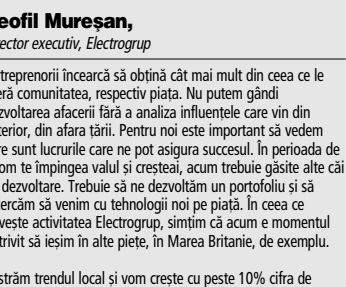 eofil Mureşan,
ector executiv, Electrogrup
treprenorii încearcă să obţină cât mai mult din ceea ce le
eră comunitatea, respectiv piaţa. Nu putem gândi
zvoltarea afacerii fără a analiza influenţele care vin din
terior, din afara ţării. Pentru noi este important să vedem
re sunt lucrurile care ne pot asigura succesul. În perioada de
om te împingea valul şi creşteai, acum trebuie găsite alte căi
dezvoltare. Trebuie să ne dezvoltăm un portofoliu şi să
cercăm să venim cu tehnologii noi pe piaţă. În ceea ce
veşte activitatea Electrogrup, simţim că acum e momentul
trivit să ieşim în alte pieţe, în Marea Britanie, de exemplu.
străm trendul local şi vom creşte cu peste 10% cifra de